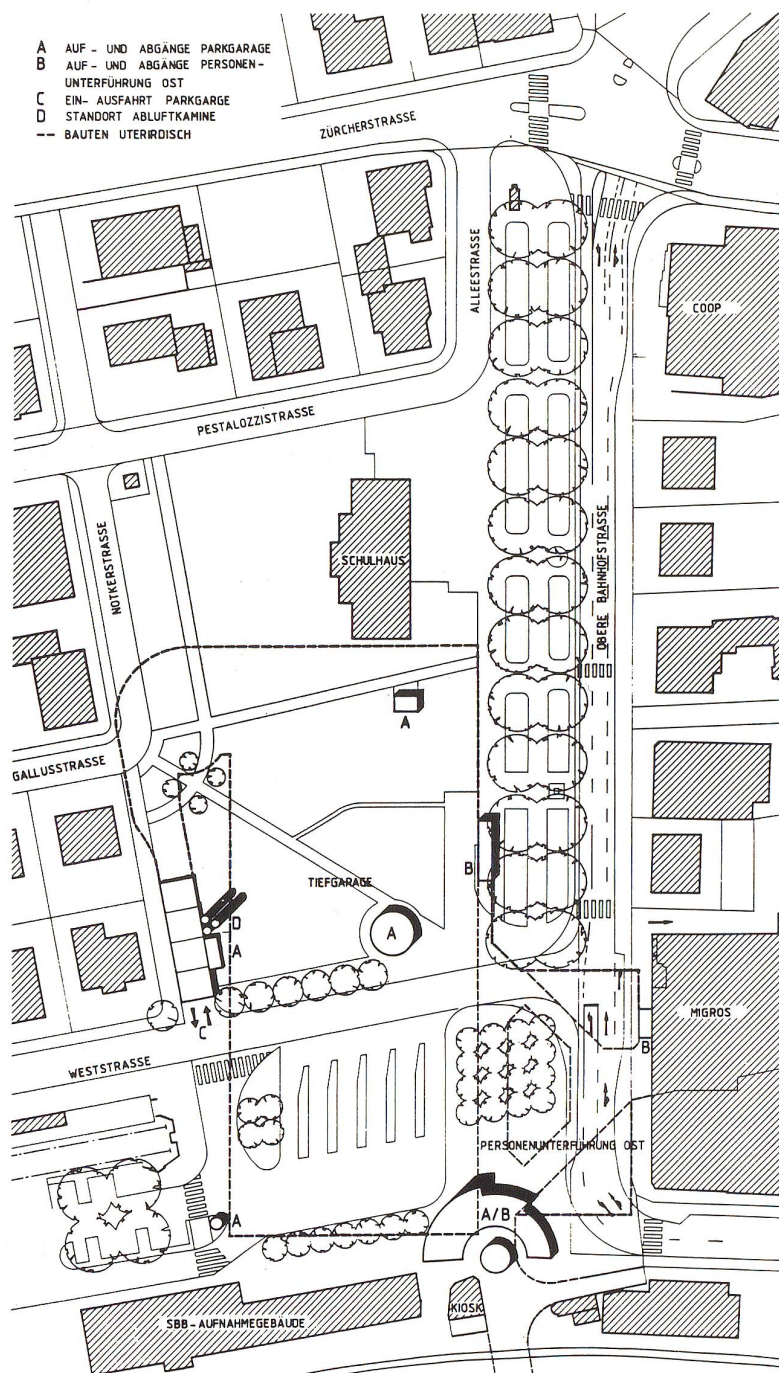 A AUF - UND ABGÄNGE PARKGARAGE
B AUF - UND ABGÄNGE PERSONEN-
UNTERFÜHRUNG OST
C EIN- AUSFAHRT PARKGARGE
D STANDORT ABLUFTKAMINE
-- BAUTEN UTERIRDISCH
ZÜRCHERSTRASSE
ALLEESTRASSE
COOP
PESTALOZZISTRASSE
NOTKERSTRASSE
SCHULHAUS
OBERE BAHNHOFSTRASSE
A
GALLUSSTRASSE
B
TIEFGARAGE
D
A
A
C
MIGROS
B
WESTSTRASSE
PERSONENUNTERFÜHRUNG OST
A
A/B
KIOSK
SBB-AUFNAHMEGEBÄUDE